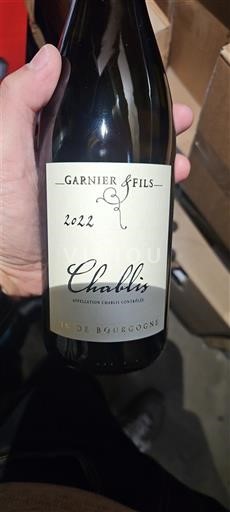 GARNIER & FILS
2022
Chablis
APPELLATION CHABLIS CONTRÔLÉE
DE BOURGOGNE